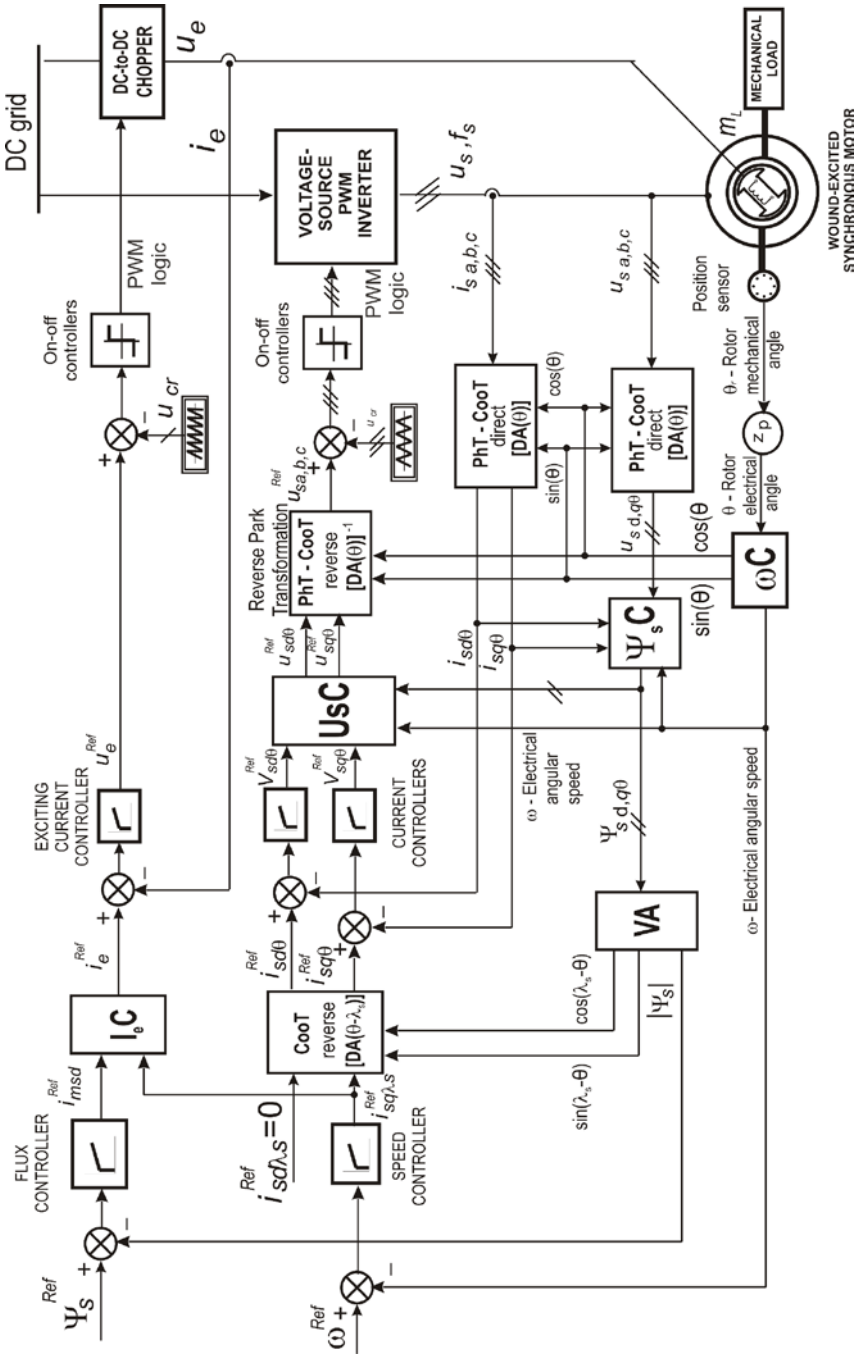 DC grid
DC-to-DC
CHOPPER
u_e
i_e
On-off
controllers
PWM
logic
u_cr
+
−
EXCITING
CURRENT
CONTROLLER
u_e^Ref
+
−
i_e^Ref
I_e C
i_msd^Ref
FLUX
CONTROLLER
Ψ_s^Ref
+
−
VOLTAGE-
SOURCE
PWM
INVERTER
u_s, f_s
On-off
controllers
PWM
logic
u_cr
+
−
u_sa,b,c^Ref
Reverse Park
Transformation
PhT - CooT
reverse
[DA(θ)]^-1
u_sdθ^Ref
u_sqθ^Ref
UsC
v_sdθ^Ref
v_sqθ^Ref
CURRENT
CONTROLLERS
+
−
+
−
i_sdθ^Ref
i_sqθ^Ref
CooT
reverse
[DA(θ-λ_s)]
i_sdλs^Ref=0
i_sqλs^Ref
SPEED
CONTROLLER
ω^Ref
+
−
i_s a,b,c
u_s a,b,c
PhT - CooT
direct
[DA(θ)]
cos(θ)
sin(θ)
PhT - CooT
direct
[DA(θ)]
u_s d,qθ
i_sdθ
i_sqθ
Ψ_s C
ω - Electrical
angular
speed
Ψ_s d,qθ
VA
cos(λ_s-θ)
sin(λ_s-θ)
|Ψ_s|
m_L
MECHANICAL
LOAD
WOUND-EXCITED
SYNCHRONOUS MOTOR
Position
sensor
θ_r - Rotor
mechanical
angle
z_p
θ - Rotor
electrical
angle
ωC
cos(θ
sin(θ)
ω- Electrical angular speed